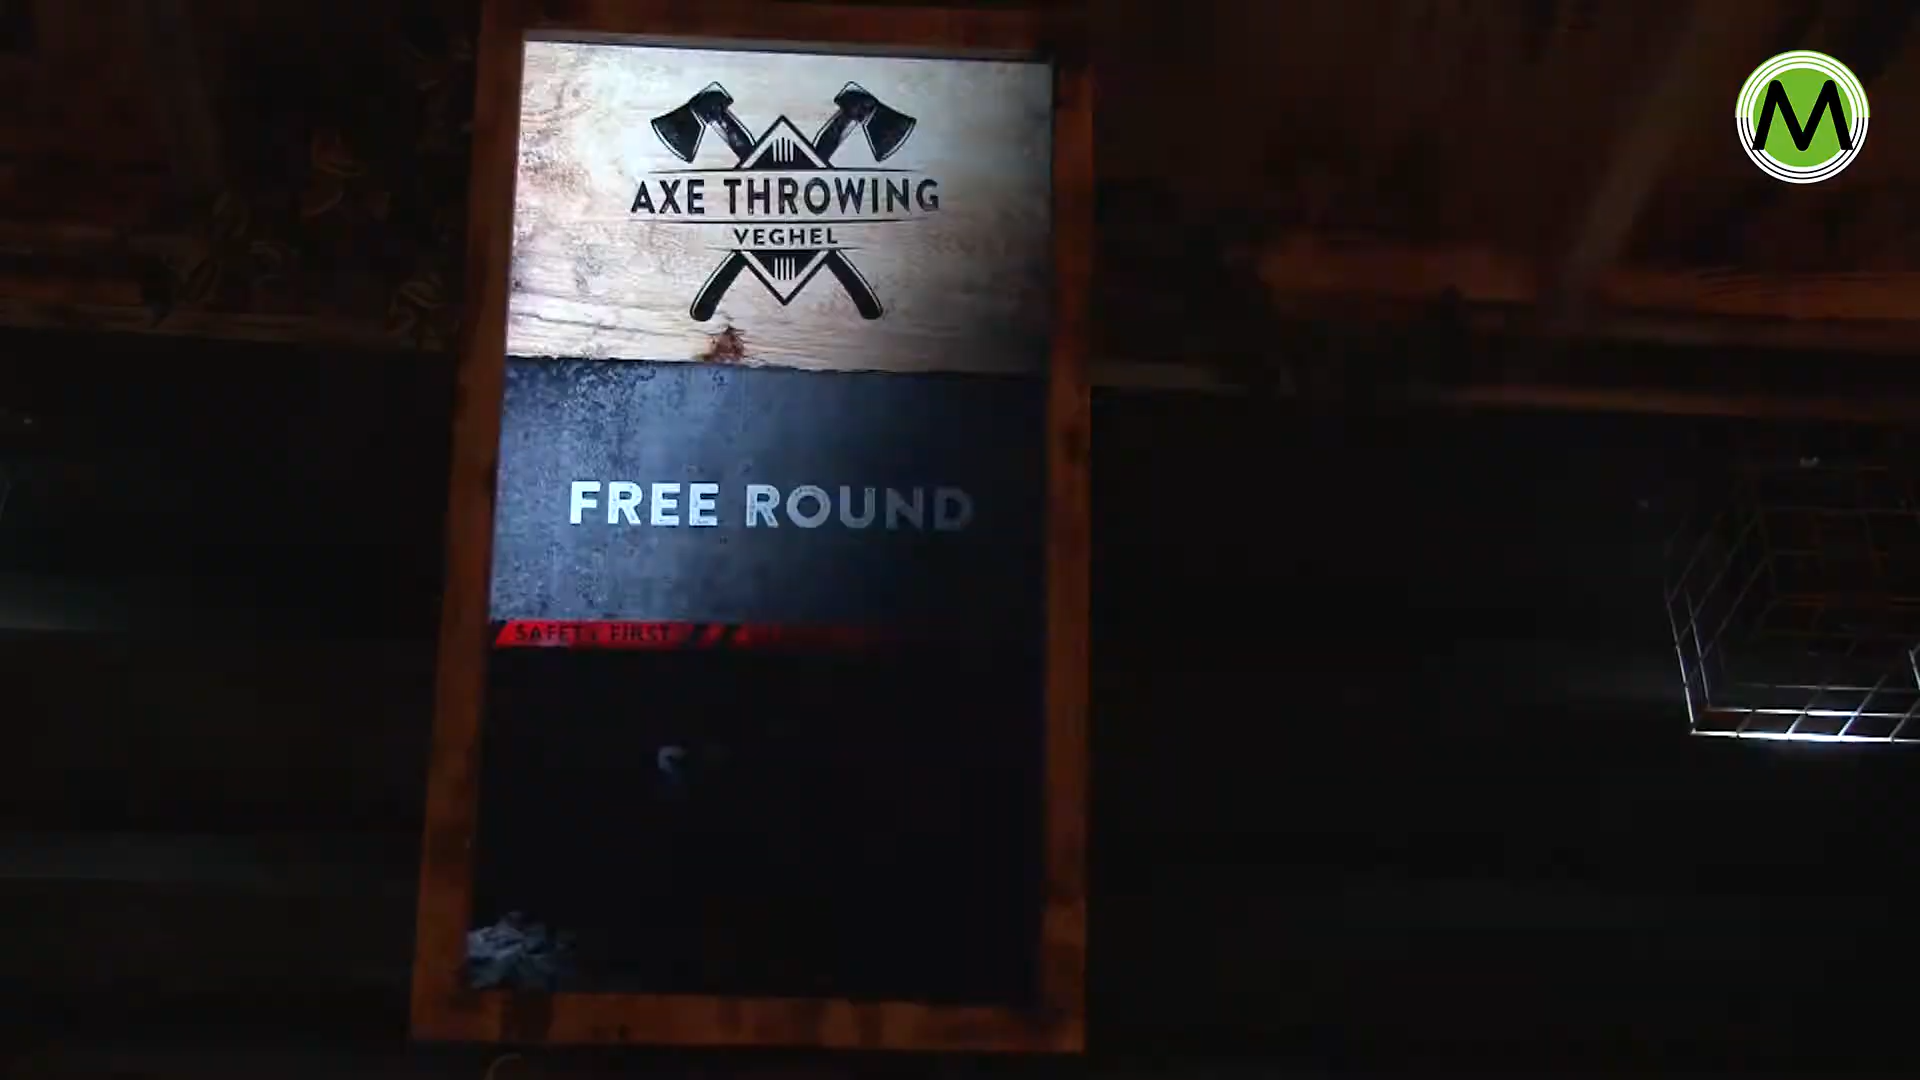 AXE THROWING
VEGHEL
FREE ROUND
SAFETY FIRST
M